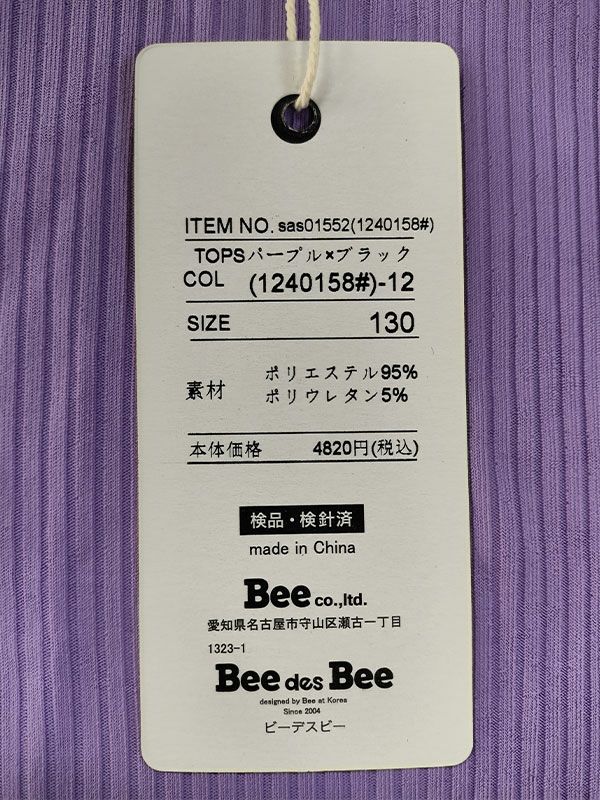 ITEM NO. sas01552(1240158#)
TOPSパープル×ブラック
COL (1240158#)-12
SIZE 130
素材 ポリエステル95%
ポリウレタン5%
本体価格 4820円(税込)
検品・検針済
made in China
Bee co.,ltd.
愛知県名古屋市守山区瀬古一丁目
1323-1
Bee des Bee
designed by Bee at Korea
Since 2004
ビーデスビー